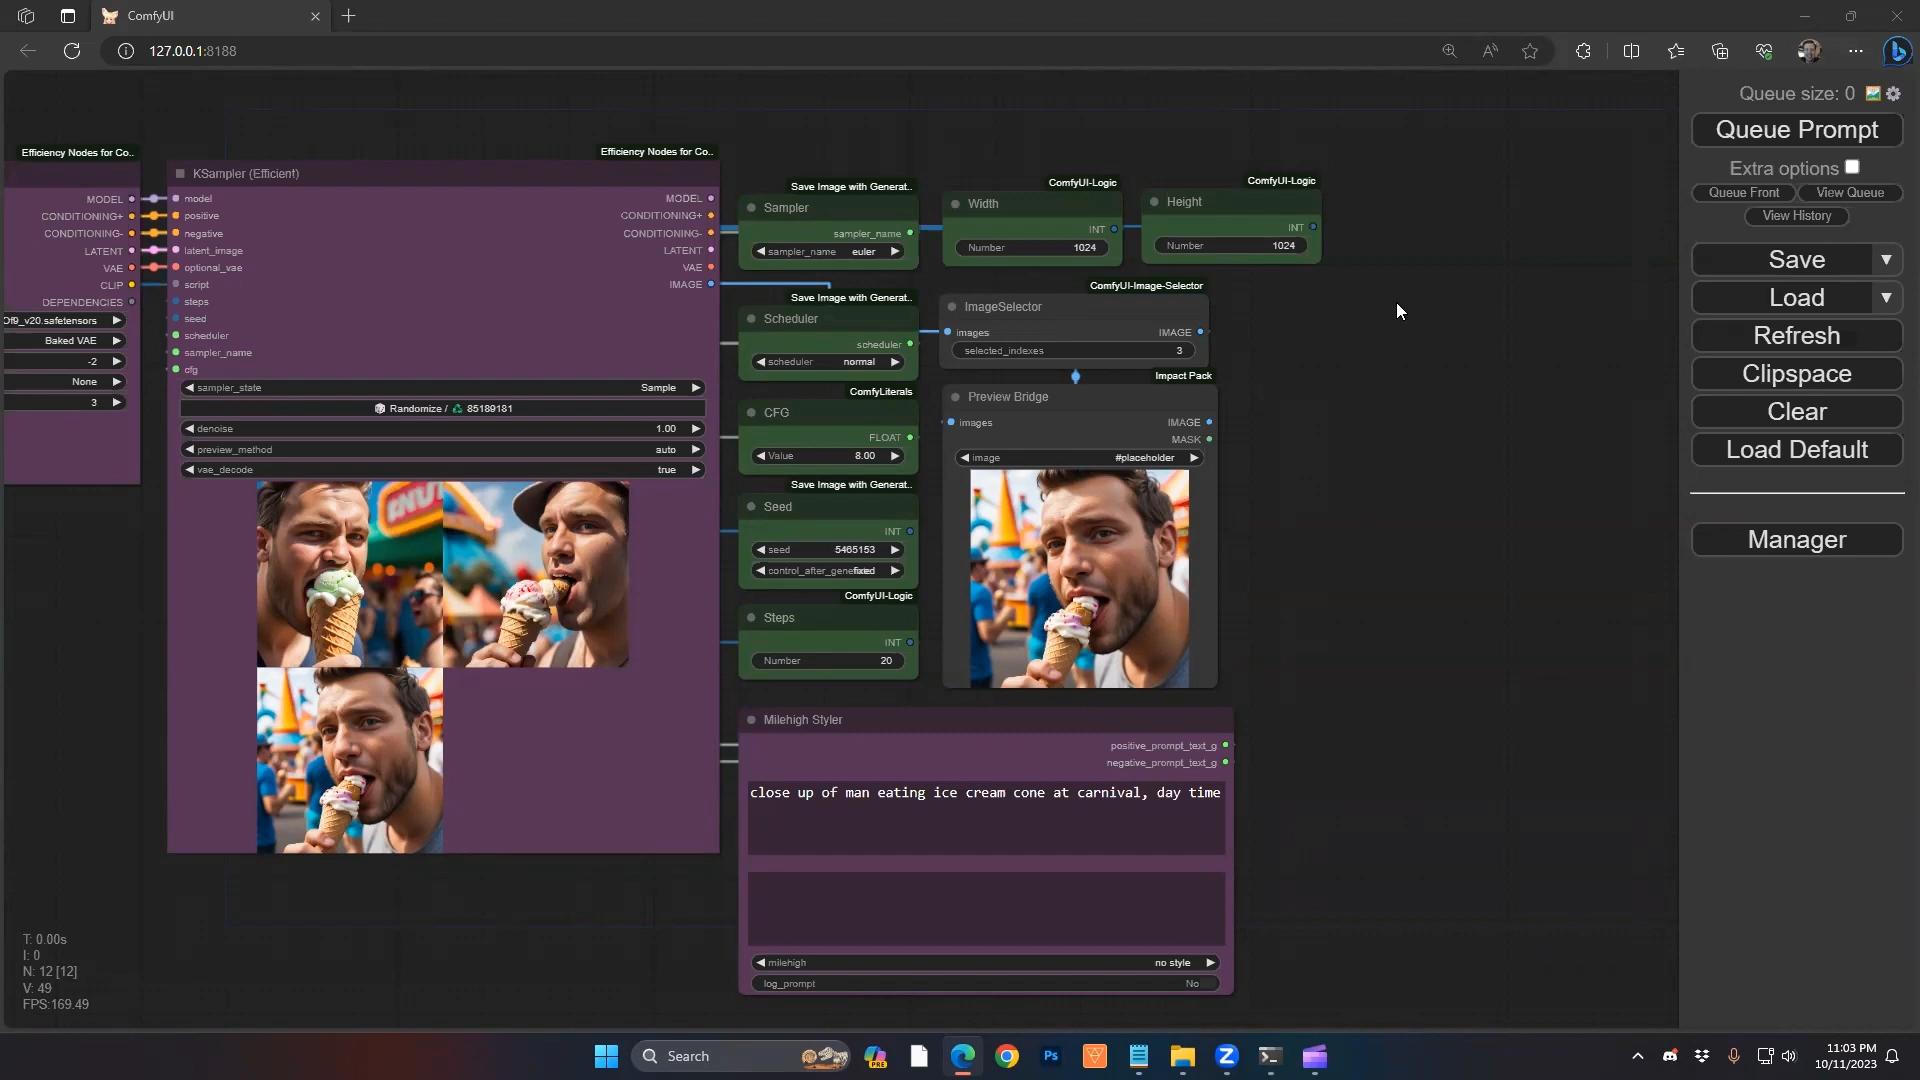 ComfyUI
127.0.0.1:8188
Queue size: 0
Queue Prompt
Extra options
Queue Front
View Queue
View History
Save
Load
Refresh
Clipspace
Clear
Load Default
Manager
Efficiency Nodes for Co..
MODEL
CONDITIONING+
CONDITIONING-
LATENT
VAE
CLIP
DEPENDENCIES
Of9_v20.safetensors
Baked VAE
-2
None
3
Efficiency Nodes for Co..
KSampler (Efficient)
model
MODEL
positive
CONDITIONING+
negative
CONDITIONING-
latent_image
LATENT
optional_vae
VAE
script
IMAGE
steps
seed
scheduler
sampler_name
cfg
sampler_state Sample
Randomize / 85189181
denoise 1.00
preview_method auto
vae_decode true
Save Image with Generat..
Sampler
sampler_name
sampler_name euler
Save Image with Generat..
Scheduler
scheduler
scheduler normal
ComfyLiterals
CFG
FLOAT
Value 8.00
Save Image with Generat..
Seed
INT
seed 5465153
control_after_generate fixed
ComfyUI-Logic
Steps
INT
Number 20
ComfyUI-Logic
Width
INT
Number 1024
ComfyUI-Logic
Height
INT
Number 1024
ComfyUI-Image-Selector
ImageSelector
images IMAGE
selected_indexes 3
Impact Pack
Preview Bridge
images IMAGE
MASK
image #placeholder
Milehigh Styler
positive_prompt_text_g
negative_prompt_text_g
close up of man eating ice cream cone at carnival, day time
milehigh no style
log_prompt No
T: 0.00s
I: 0
N: 12 [12]
V: 49
FPS:169.49
Search
PRE
Ps
11:03 PM
10/11/2023